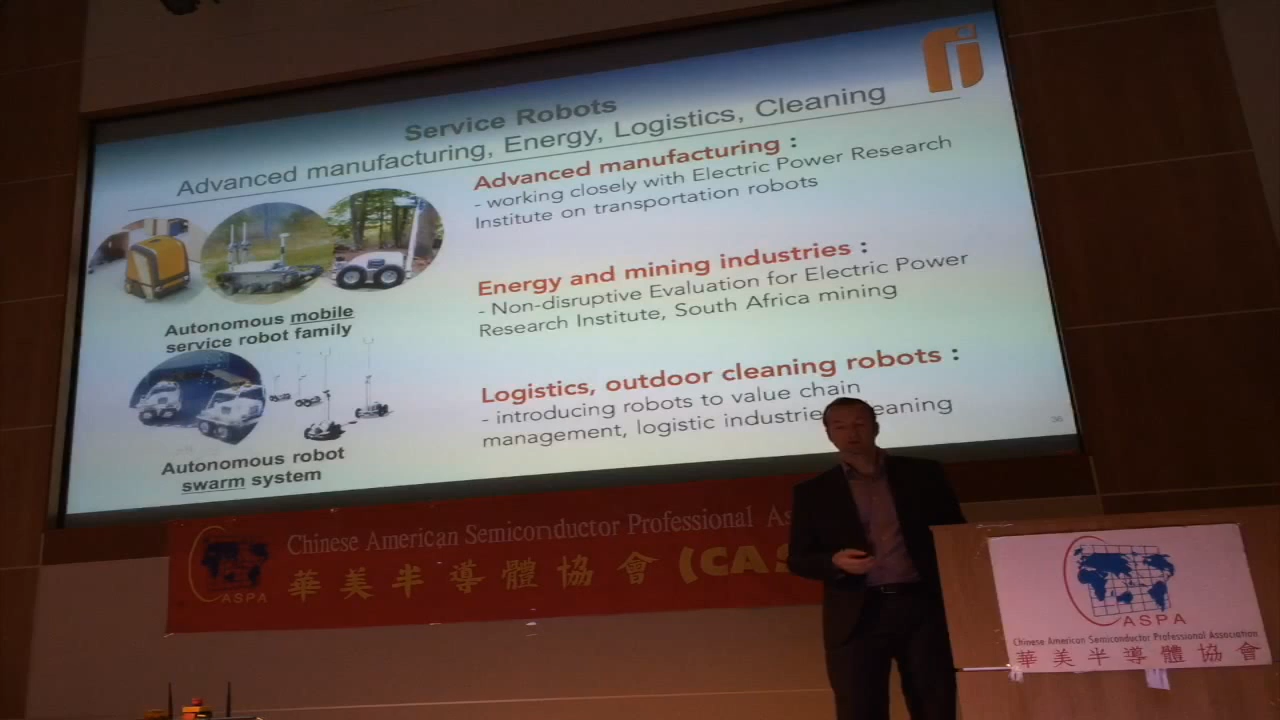 Service Robots
Advanced manufacturing, Energy, Logistics, Cleaning
Advanced manufacturing :
- working closely with Electric Power Research
Institute on transportation robots
Energy and mining industries :
- Non-disruptive Evaluation for Electric Power
Research Institute, South Africa mining
Logistics, outdoor cleaning robots :
- introducing robots to value chain
management, logistic
Autonomous mobile
service robot family
Autonomous robot
swarm system
36
Chinese American Semiconductor Professional
華美半導體協會 (CAS
CASPA
CASPA
Chinese American Semiconductor Professional Association
華美半導體協會